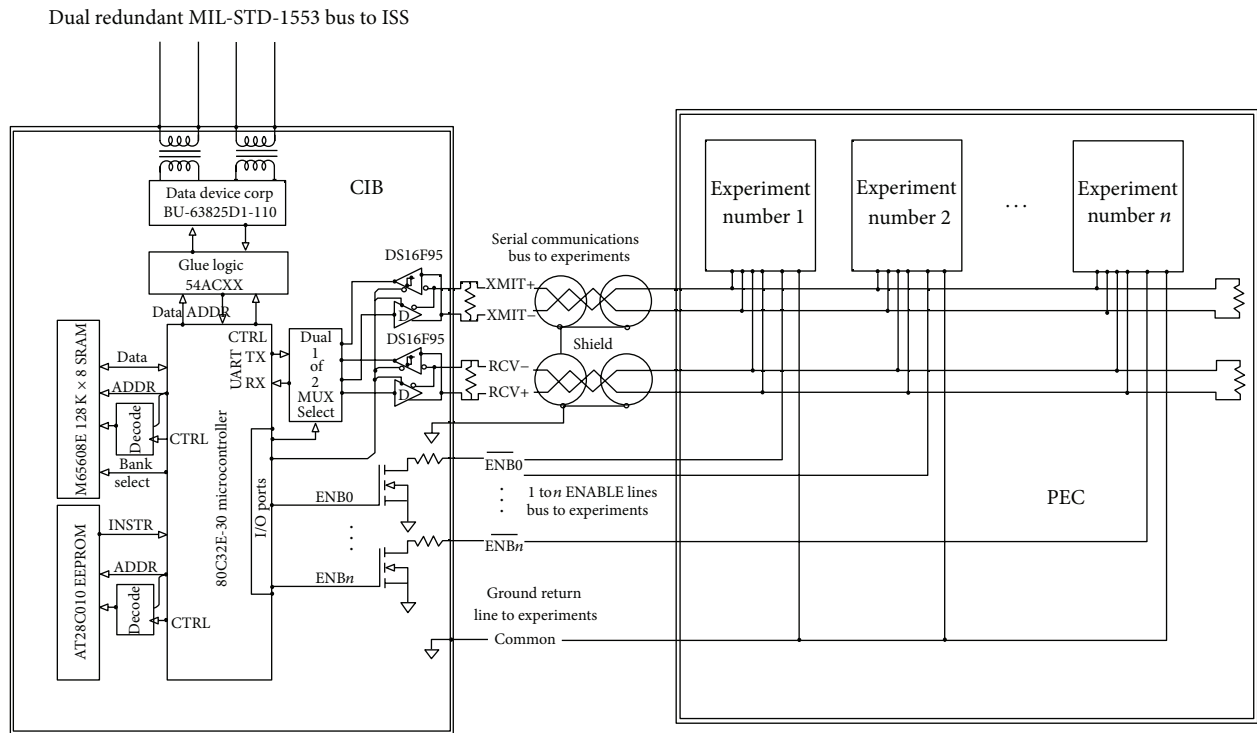 Dual redundant MIL-STD-1553 bus to ISS
CIB
Data device corp
BU-63825D1-110
Glue logic
54ACXX
Data ADDR
CTRL
UART
TX
RX
Dual
1
of
2
MUX
Select
DS16F95
D
DS16F95
D
M65608E 128 K × 8 SRAM
Data
ADDR
Decode
CTRL
Bank
select
AT28C010 EEPROM
INSTR
ADDR
Decode
CTRL
80C32E-30 microcontroller
I/O ports
ENB0
ENBn
Serial communications
bus to experiments
XMIT+
XMIT−
Shield
RCV−
RCV+
ENB0
1 to n ENABLE lines
bus to experiments
ENBn
Ground return
line to experiments
Common
Experiment
number 1
Experiment
number 2
...
Experiment
number n
PEC